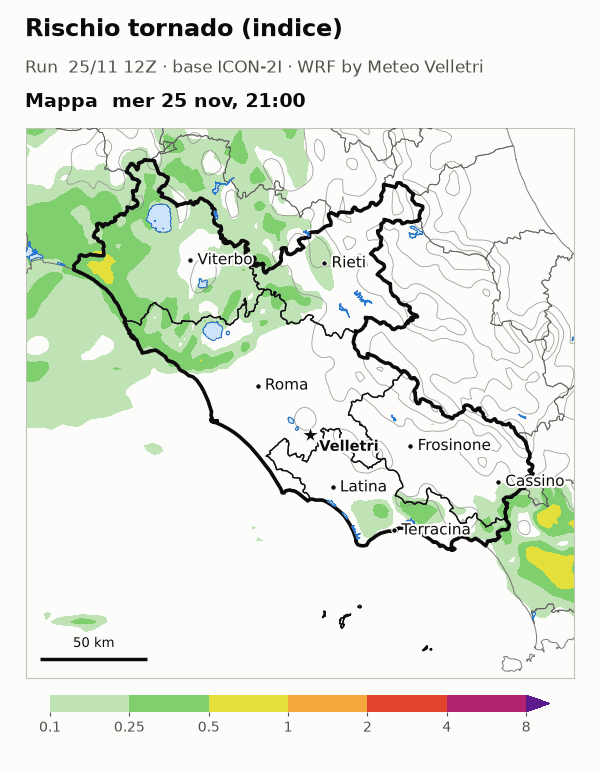 Rischio tornado (indice)
Run  25/11 12Z · base ICON-2I · WRF by Meteo Velletri
Mappa  mer 25 nov, 21:00
Viterbo
Rieti
Roma
Velletri
Frosinone
Cassino
Latina
Terracina
50 km
0.1 0.25 0.5 1 2 4 8